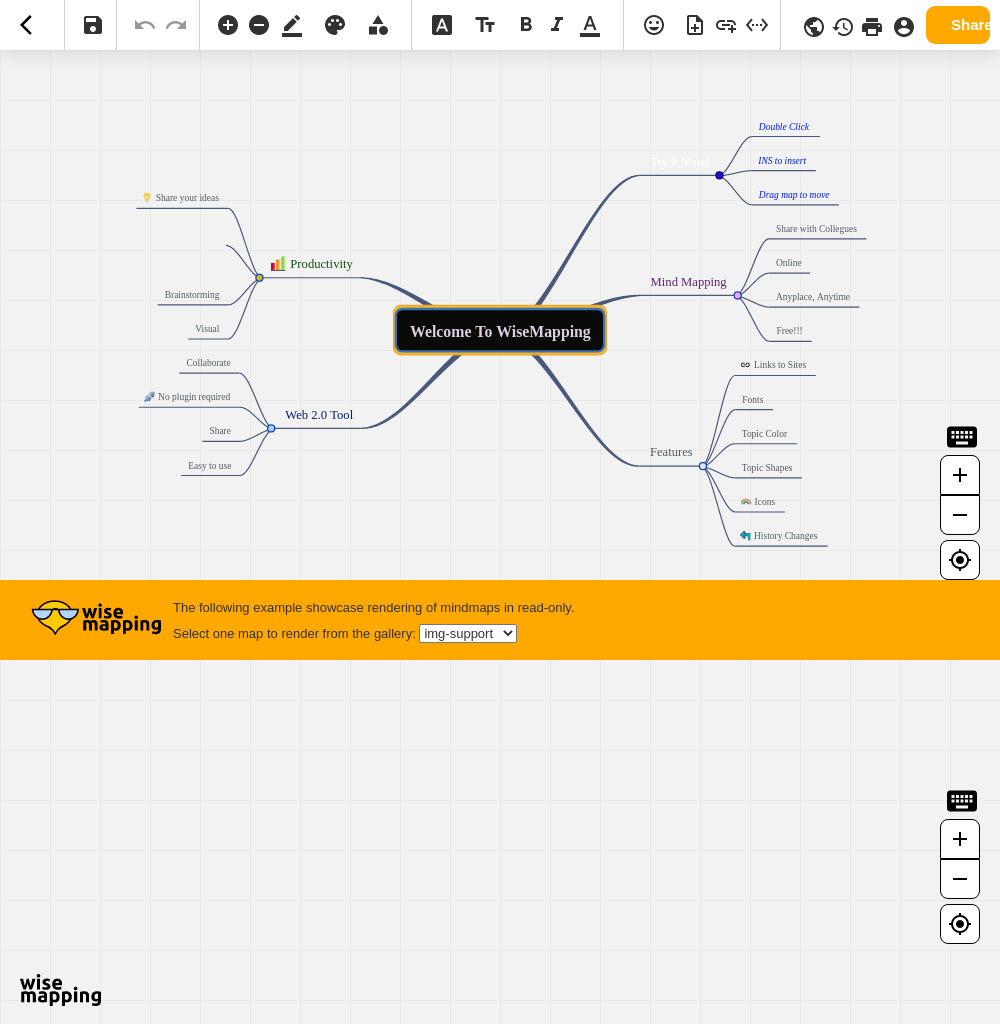 Share
Try it Now!
Double Click
INS to insert
Drag map to move
Share your ideas
Productivity
Brainstorming
Visual
Mind Mapping
Share with Collegues
Online
Anyplace, Anytime
Free!!!
Welcome To WiseMapping
Collaborate
No plugin required
Web 2.0 Tool
Share
Easy to use
Features
Links to Sites
Fonts
Topic Color
Topic Shapes
Icons
History Changes
wise
mapping
The following example showcase rendering of mindmaps in read-only.
Select one map to render from the gallery: img-support
wise
mapping